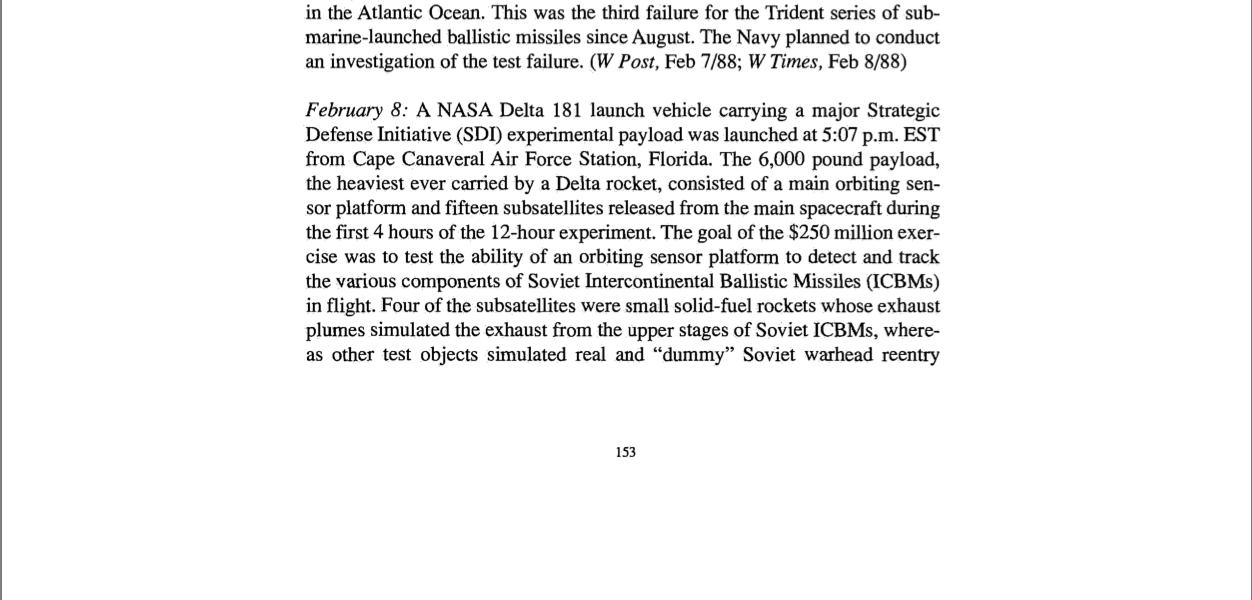 in the Atlantic Ocean. This was the third failure for the Trident series of sub-
marine-launched ballistic missiles since August. The Navy planned to conduct
an investigation of the test failure. (W Post, Feb 7/88; W Times, Feb 8/88)
February 8: A NASA Delta 181 launch vehicle carrying a major Strategic
Defense Initiative (SDI) experimental payload was launched at 5:07 p.m. EST
from Cape Canaveral Air Force Station, Florida. The 6,000 pound payload,
the heaviest ever carried by a Delta rocket, consisted of a main orbiting sen-
sor platform and fifteen subsatellites released from the main spacecraft during
the first 4 hours of the 12-hour experiment. The goal of the $250 million exer-
cise was to test the ability of an orbiting sensor platform to detect and track
the various components of Soviet Intercontinental Ballistic Missiles (ICBMs)
in flight. Four of the subsatellites were small solid-fuel rockets whose exhaust
plumes simulated the exhaust from the upper stages of Soviet ICBMs, where-
as other test objects simulated real and “dummy” Soviet warhead reentry
153